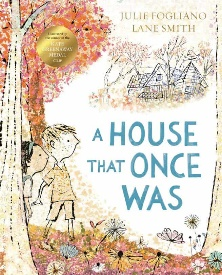 JULIE FOGLIANO
LANE SMITH
A HOUSE
THAT ONCE
WAS